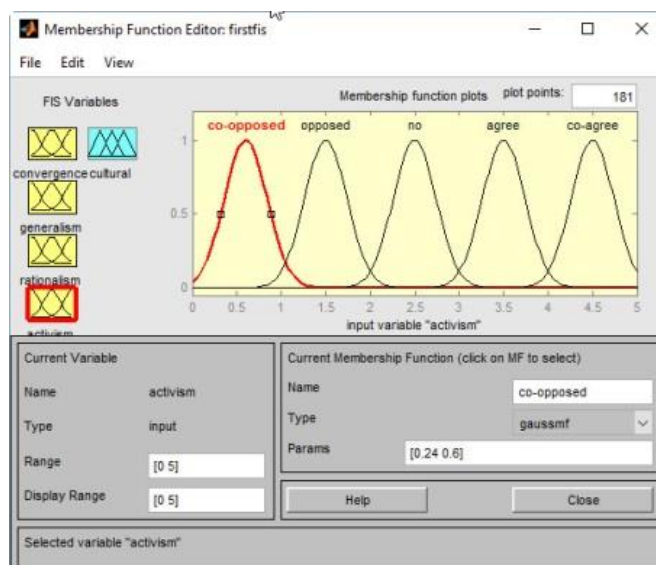 Membership Function Editor: firstfis
File Edit View
FIS Variables
convergence cultural
generalism
rationalism
activism
Membership function plots plot points: 181
co-opposed opposed no agree co-agree
1
0.5
0
0 0.5 1 1.5 2 2.5 3 3.5 4 4.5 5
input variable "activism"
Current Variable
Name activism
Type input
Range [0 5]
Display Range [0 5]
Current Membership Function (click on MF to select)
Name co-opposed
Type gaussmf
Params [0.24 0.6]
Help Close
Selected variable "activism"